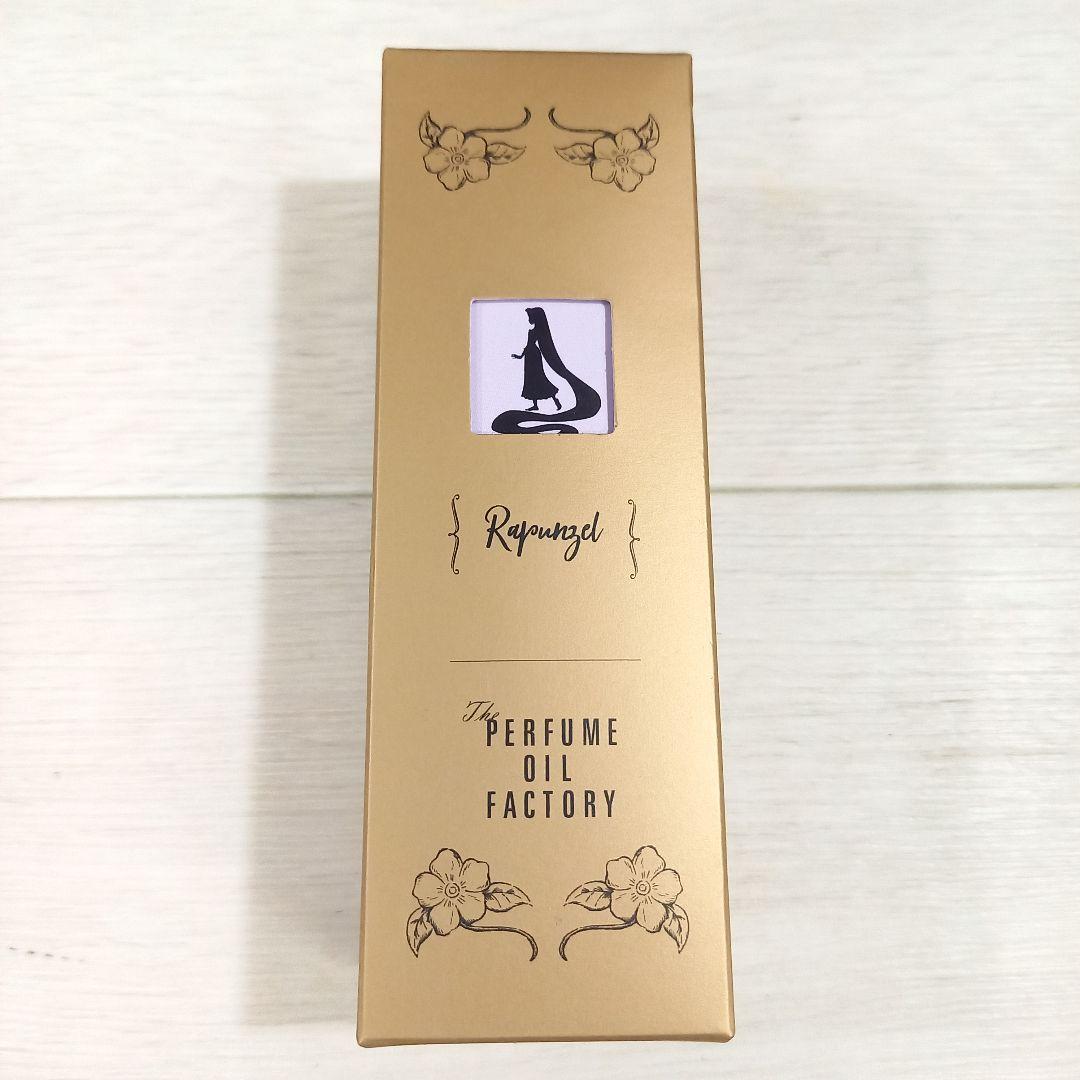 { Rapunzel }
The
PERFUME
OIL
FACTORY